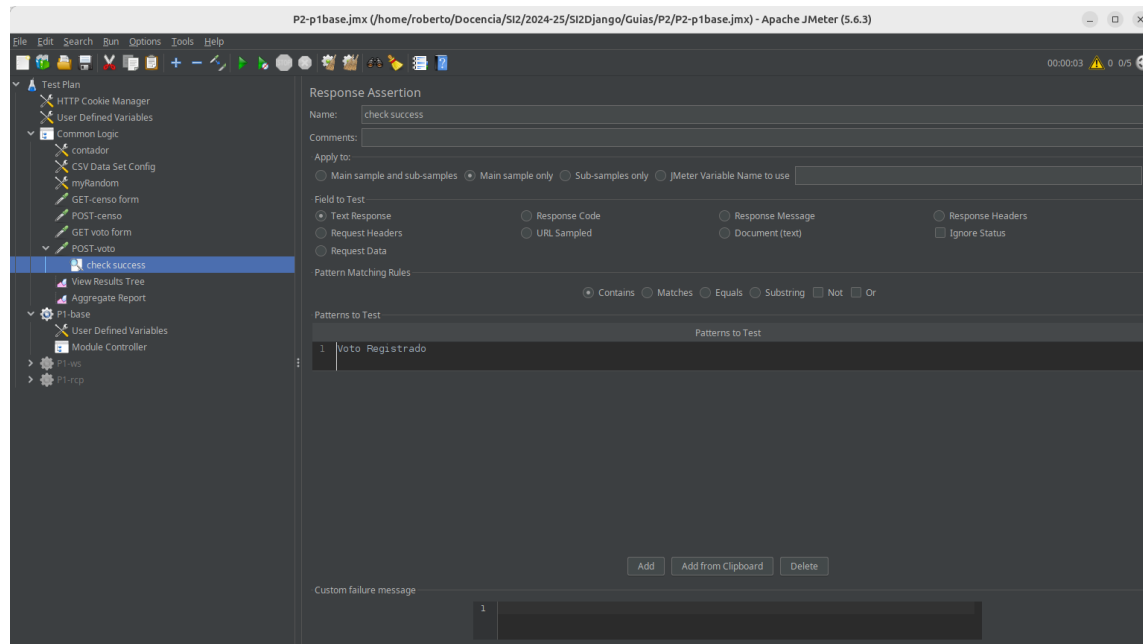 P2-p1base.jmx (/home/roberto/Docencia/SI2/2024-25/SI2Django/Guias/P2/P2-p1base.jmx) - Apache JMeter (5.6.3)
File Edit Search Run Options Tools Help
00:00:03 0 0/5
Test Plan
HTTP Cookie Manager
User Defined Variables
Common Logic
contador
CSV Data Set Config
myRandom
GET-censo form
POST-censo
GET voto form
POST-voto
check success
View Results Tree
Aggregate Report
P1-base
User Defined Variables
Module Controller
P1-ws
P1-rcp
Response Assertion
Name: check success
Comments:
Apply to:
Main sample and sub-samples Main sample only Sub-samples only JMeter Variable Name to use
Field to Test
Text Response Response Code Response Message Response Headers
Request Headers URL Sampled Document (text) Ignore Status
Request Data
Pattern Matching Rules
Contains Matches Equals Substring Not Or
Patterns to Test
Patterns to Test
1 Voto Registrado
Add Add from Clipboard Delete
Custom failure message
1